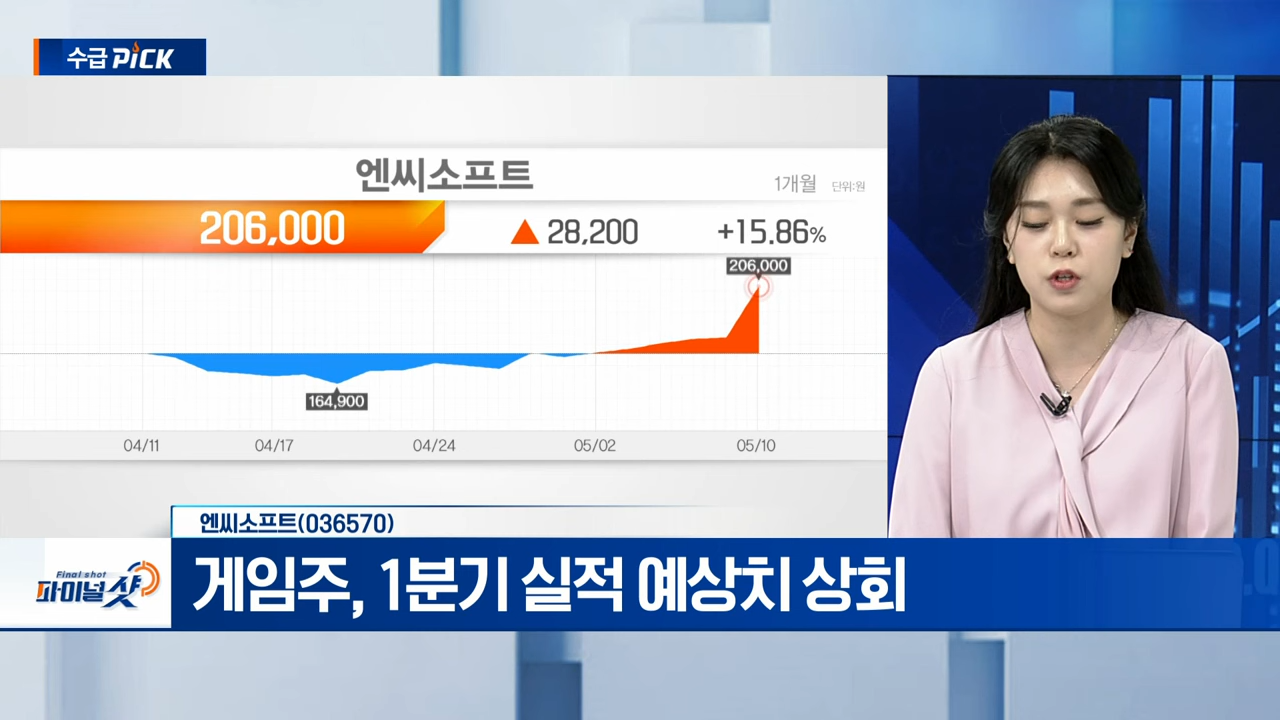 수급 PiCK
엔씨소프트
1개월 단위:원
206,000 ▲ 28,200 +15.86%
206,000
164,900
04/11 04/17 04/24 05/02 05/10
엔씨소프트(036570)
Final shot
파이널샷
게임주, 1분기 실적 예상치 상회